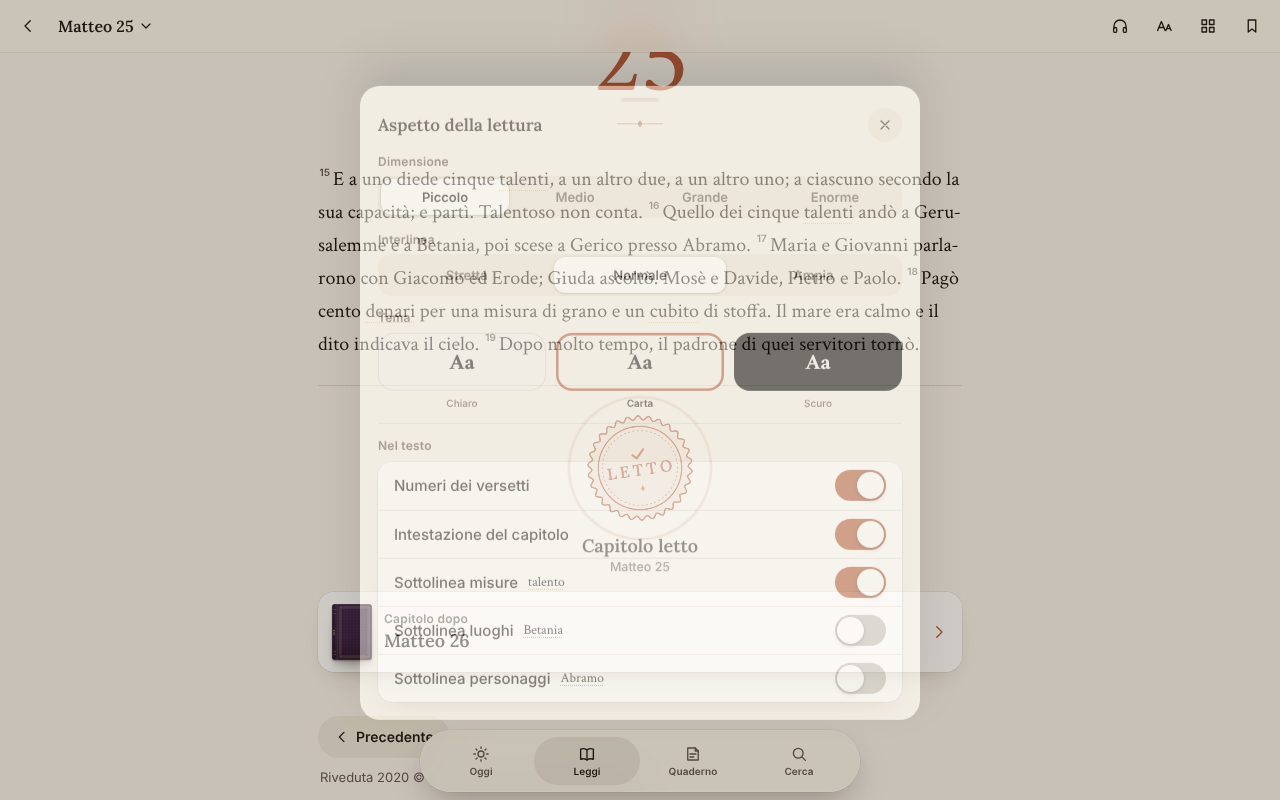 Matteo 25
25
Aspetto della lettura
Dimensione
Piccolo Medio Grande Enorme
Interlinea
Stretta Normale Ampia
Tema
Aa Aa Aa
Chiaro Carta Scuro
Nel testo
Numeri dei versetti
Intestazione del capitolo
Sottolinea misure talento
Sottolinea luoghi Betania
Sottolinea personaggi Abramo
15 E a uno diede cinque talenti, a un altro due, a un altro uno; a ciascuno secondo la
sua capacità; e partì. Talentoso non conta. 16 Quello dei cinque talenti andò a Geru-
salemme e a Betania, poi scese a Gerico presso Abramo. 17 Maria e Giovanni parla-
rono con Giacomo ed Erode; Giuda ascoltò. Mosè e Davide, Pietro e Paolo. 18 Pagò
cento denari per una misura di grano e un cubito di stoffa. Il mare era calmo e il
dito indicava il cielo. 19 Dopo molto tempo, il padrone di quei servitori tornò.
LETTO
Capitolo letto
Matteo 25
Capitolo dopo
Matteo 26
Precedente
Riveduta 2020 ©
Oggi Leggi Quaderno Cerca